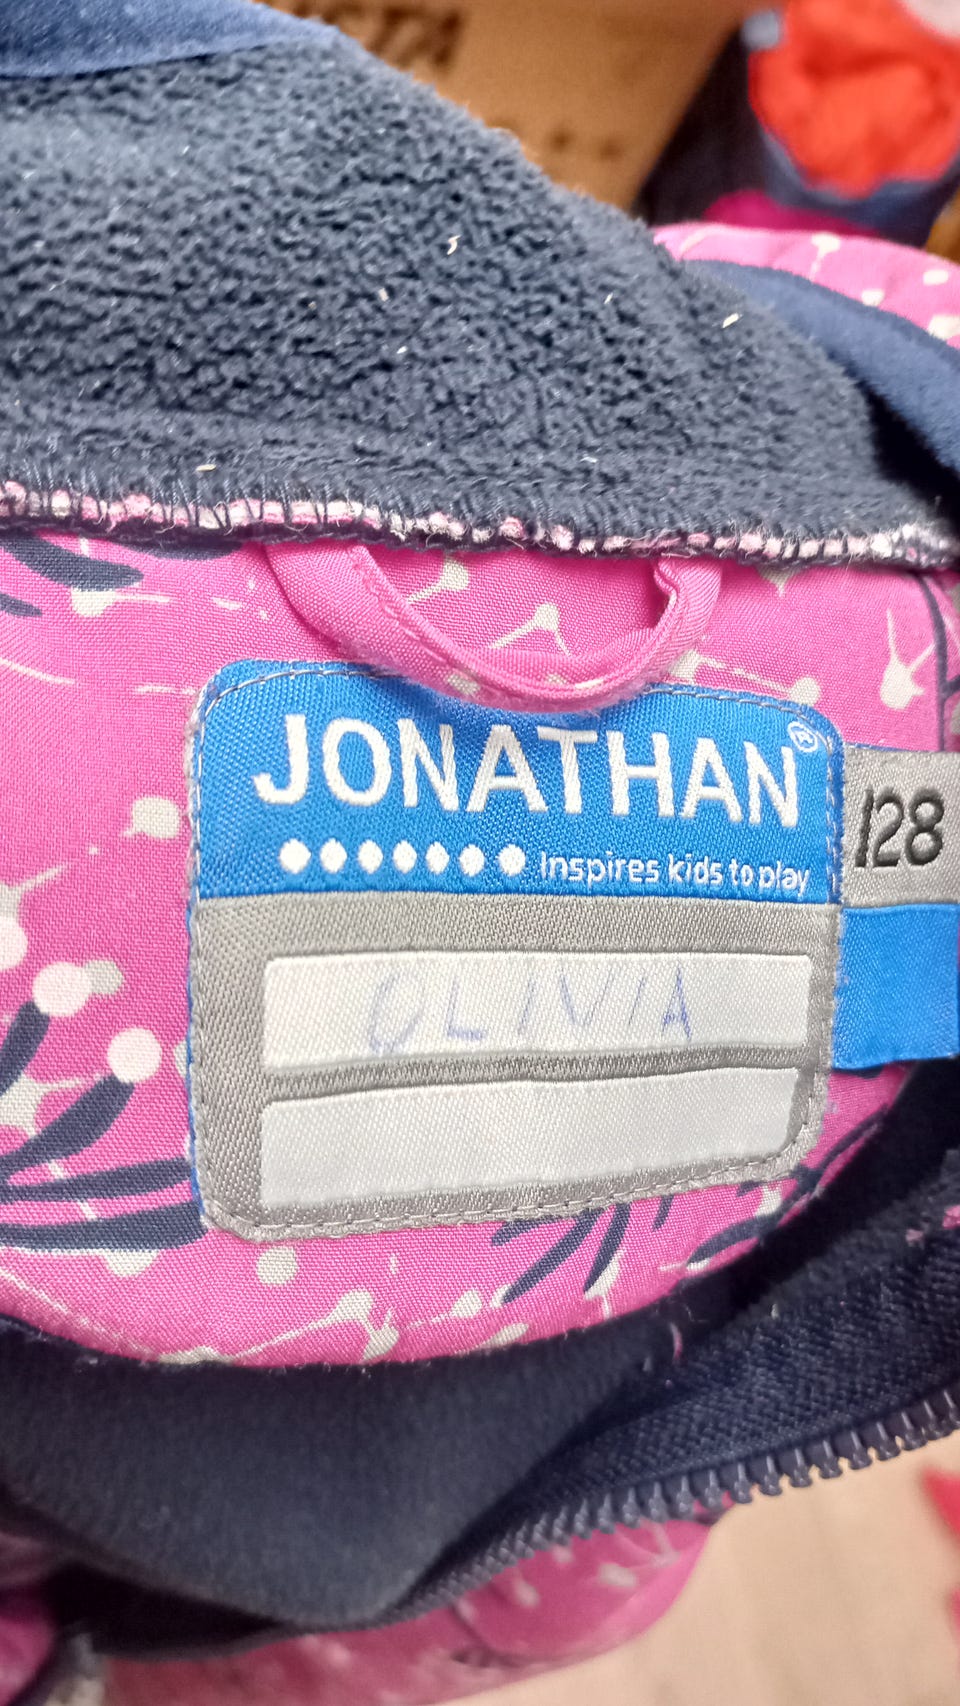 JONATHAN®
Inspires kids to play
128
OLIVIA